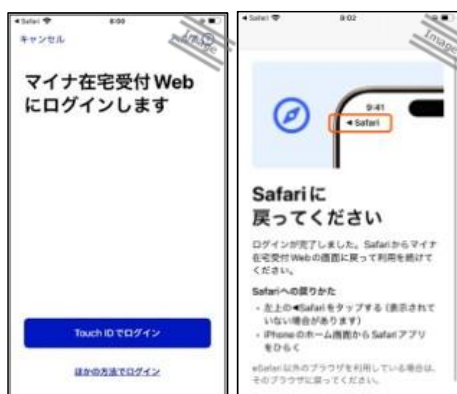 ◀ Safari
8:00
キャンセル
Image
マイナ在宅受付Web
にログインします
Touch IDでログイン
ほかの方法でログイン
◀ Safari
8:02
Image
9:41
◀ Safari
Safariに
戻ってください
ログインが完了しました。Safariからマイナ
在宅受付Webの画面に戻って利用を続けて
ください。
Safariへの戻りかた
・左上の◀Safariをタップする（表示されて
いない場合があります）
・iPhoneのホーム画面からSafariアプリ
をひらく
※Safari以外のブラウザを利用している場合は、
そのブラウザに戻ってください。